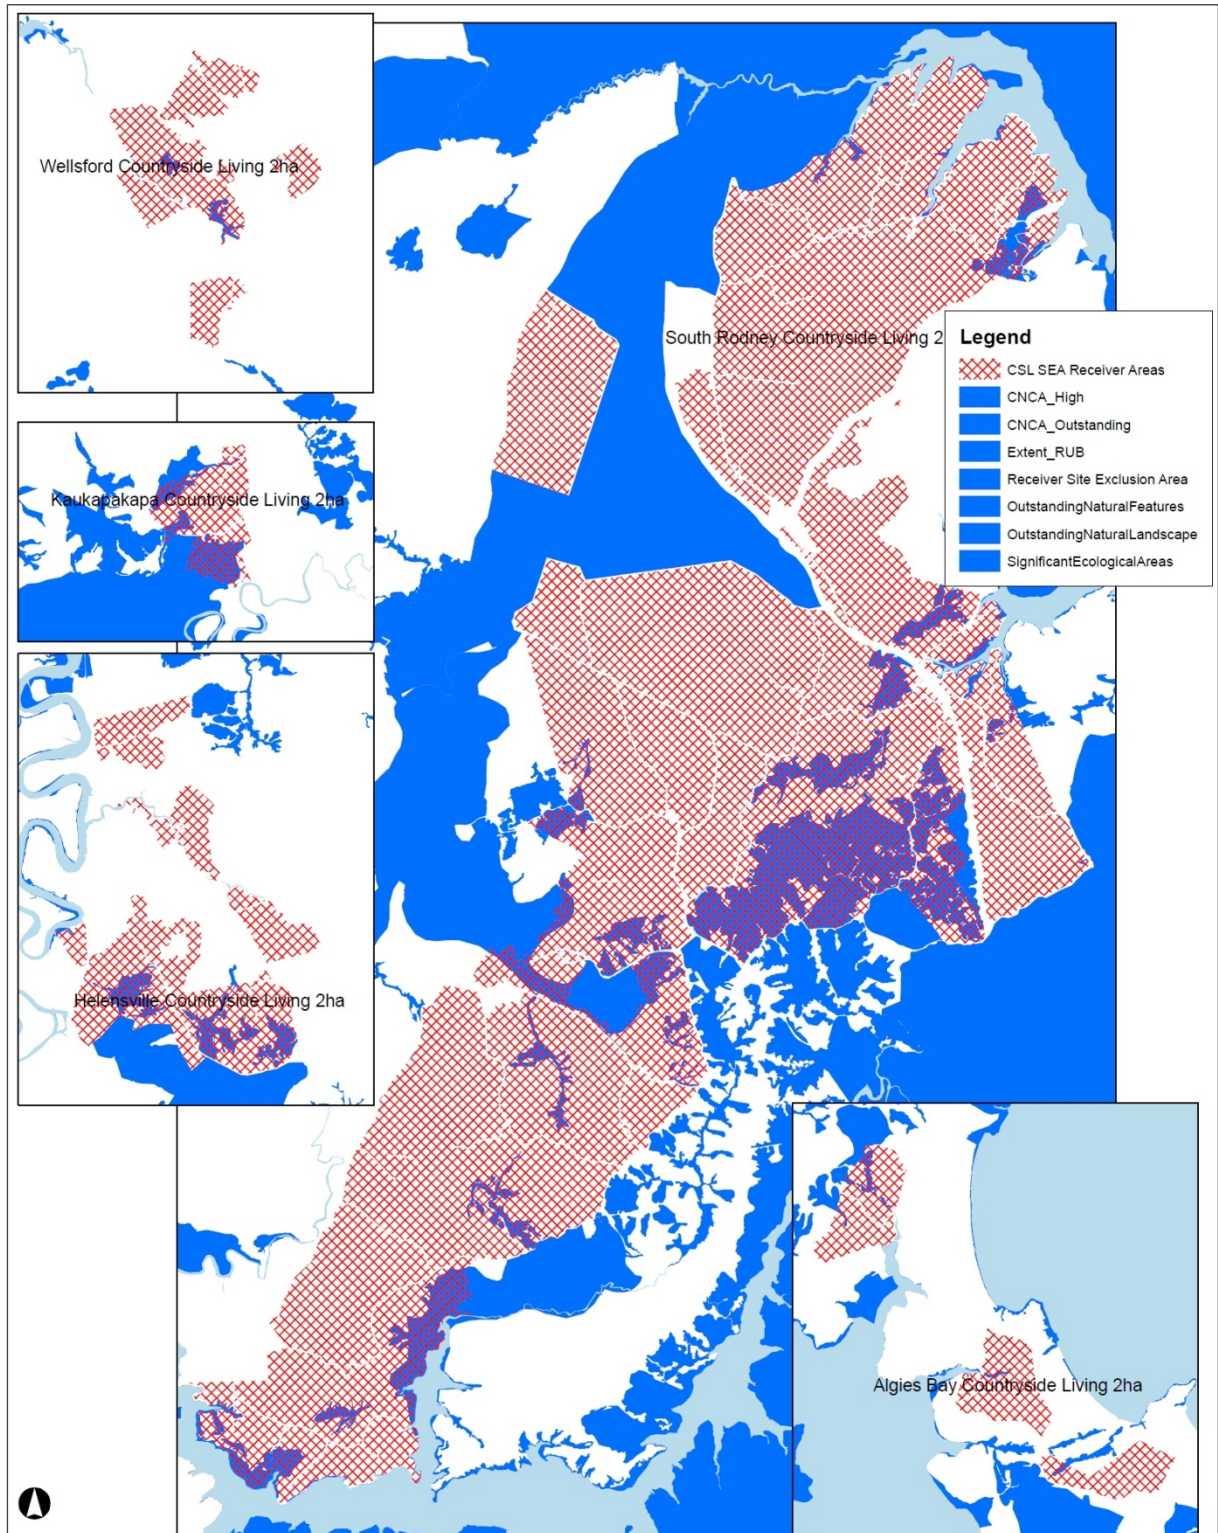 Wellsford Countryside Living 2ha
South Rodney Countryside Living 2
Legend
CSL SEA Receiver Areas
CNCA_High
CNCA_Outstanding
Extent_RUB
Receiver Site Exclusion Area
OutstandingNaturalFeatures
OutstandingNaturalLandscape
SignificantEcologicalAreas
Kaukapakapa Countryside Living 2ha
Helensville Countryside Living 2ha
Algies Bay Countryside Living 2ha